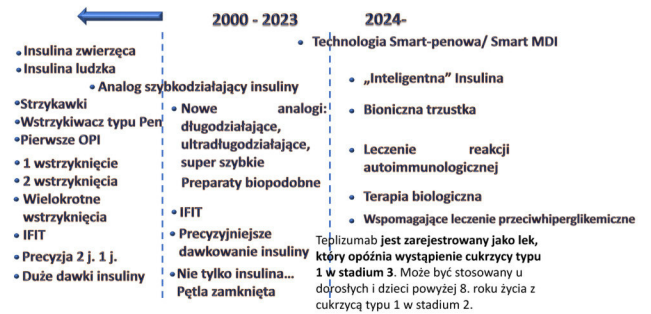 2000 - 2023
2024-
• Insulina zwierzęca
• Insulina ludzka
• Analog szybkodziałający insuliny
• Strzykawki
• Wstrzykiwacz typu Pen
• Pierwsze OPI
• 1 wstrzyknięcie
• 2 wstrzyknięcia
• Wielokrotne
wstrzyknięcia
• IFIT
• Precyzja 2 j. 1 j.
• Duże dawki insuliny
• Nowe analogi:
długodziałające,
ultradługodziałające,
super szybkie
Preparaty biopodobne
• IFIT
• Precyzyjniejsze
dawkowanie insuliny
• Nie tylko insulina...
Pętla zamknięta
• Technologia Smart-penowa/ Smart MDI
• „Inteligentna” Insulina
• Bioniczna trzustka
• Leczenie reakcji
autoimmunologicznej
• Terapia biologiczna
• Wspomagające leczenie przeciwhiperglikemiczne
Teplizumab jest zarejestrowany jako lek,
który opóźnia wystąpienie cukrzycy typu
1 w stadium 3. Może być stosowany u
dorosłych i dzieci powyżej 8. roku życia z
cukrzycą typu 1 w stadium 2.